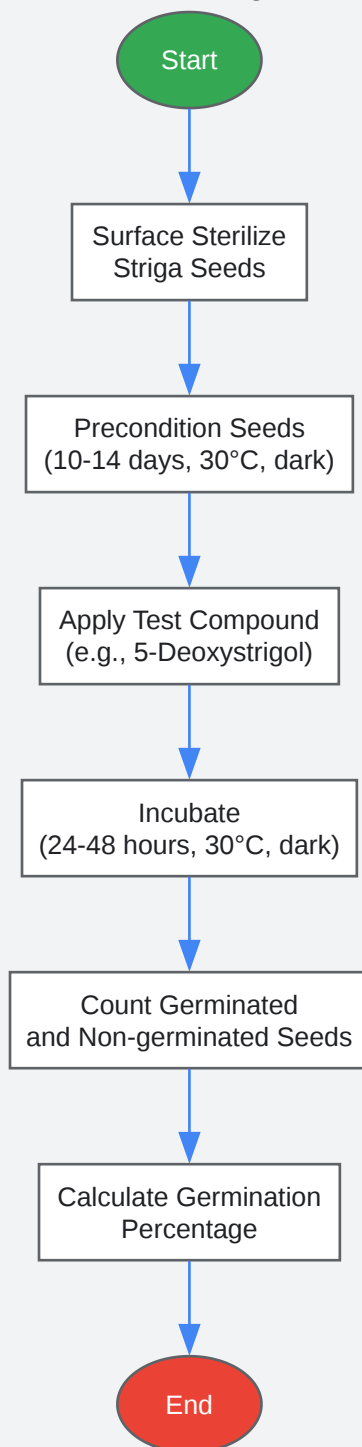 Start
Surface Sterilize
Striga Seeds
Precondition Seeds
(10-14 days, 30°C, dark)
Apply Test Compound
(e.g., 5-Deoxystrigol)
Incubate
(24-48 hours, 30°C, dark)
Count Germinated
and Non-germinated Seeds
Calculate Germination
Percentage
End